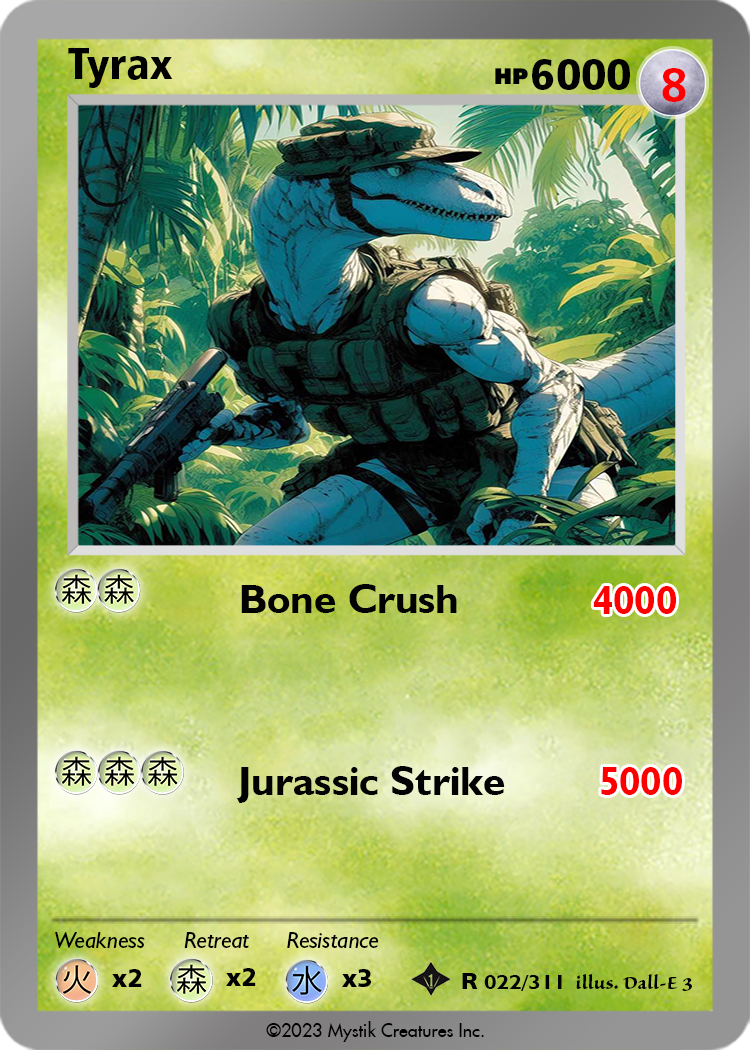 Tyrax HP6000 8
森森 Bone Crush 4000
森森森 Jurassic Strike 5000
Weakness Retreat Resistance
火 x2 森 x2 水 x3 1 R 022/311 illus. Dall-E 3
©2023 Mystik Creatures Inc.